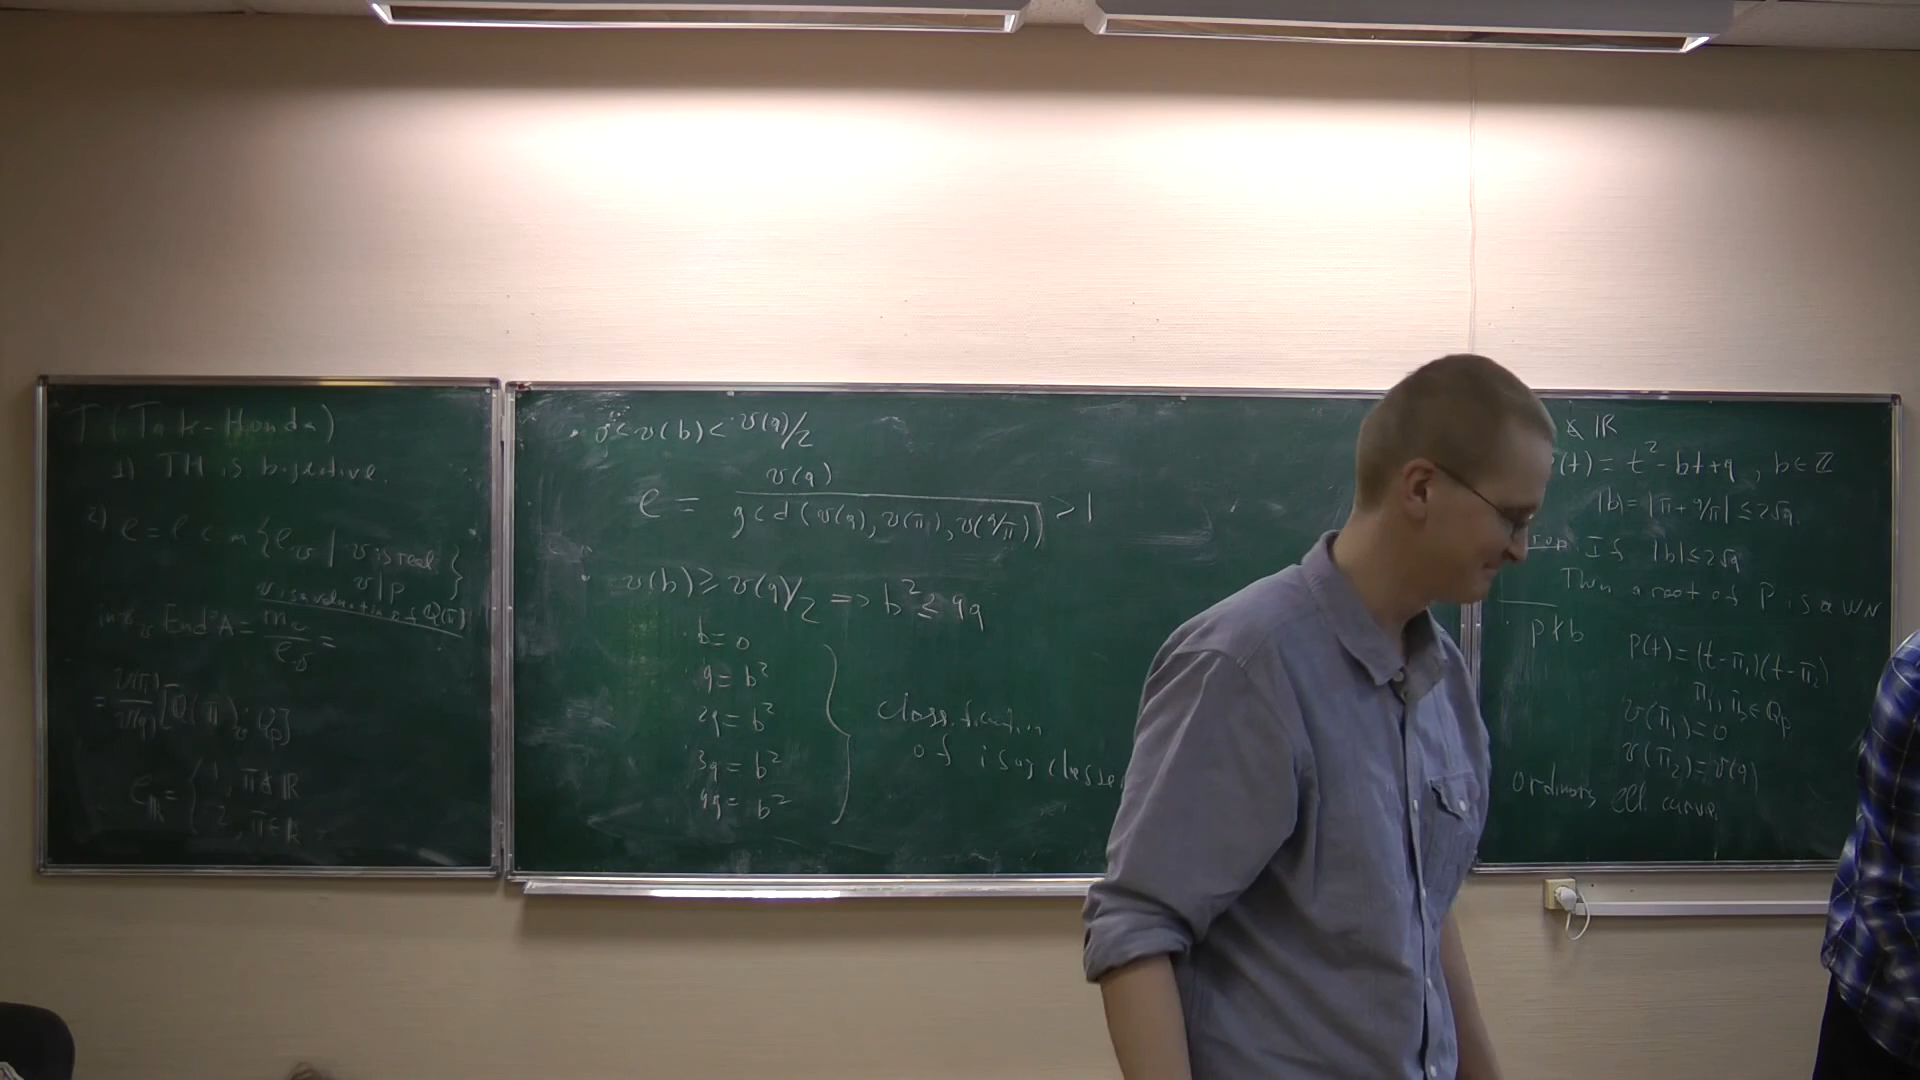 T (Tate-Honda)
1) TH is bijective.
2) e = lcm { e_v | v is real, v|p }
v is a valuation of Q(π)
inv_v End°A = m_v/e_v =
= v(π)/v(q) [Q(π)_v : Q_p]
e_ℝ = { 1, π∉ℝ
2, π∈ℝ
· 0 < v(b) < v(q)/2
e = v(q) / gcd(v(q), v(π), v(q/π)) > 1
· v(b) ≥ v(q)/2 => b² ≤ 4q
b = 0
q = b²
2q = b²
3q = b²
4q = b²
classification
of isog classes
∉ ℝ
(t) = t² - bt + q, b ∈ ℤ
|b| = |π + q/π| ≤ 2√q.
If |b| ≤ 2√q
Then a root of P is a WN
· p∤b
P(t) = (t - π₁)(t - π₂)
π₁, π₂ ∈ Q_p
v(π₁) = 0
v(π₂) = v(q)
ordinary ell. curve